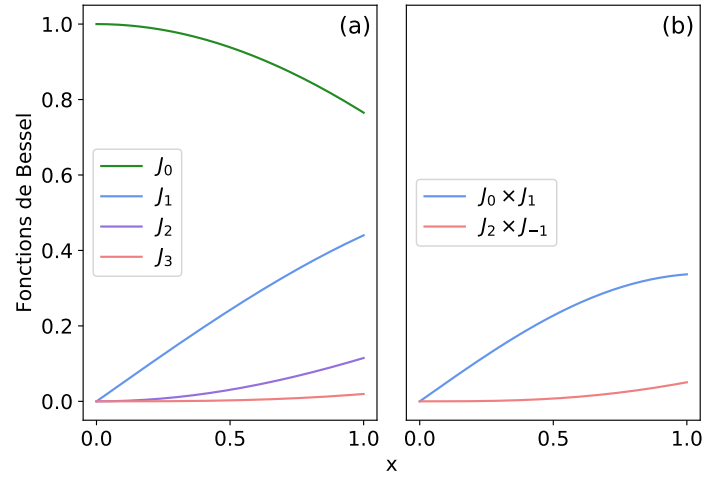 Fonctions de Bessel
1.0
0.8
0.6
0.4
0.2
0.0
(a)
J₀
J₁
J₂
J₃
0.0 0.5 1.0
(b)
J₀ × J₁
J₂ × J₋₁
0.0 0.5 1.0
x